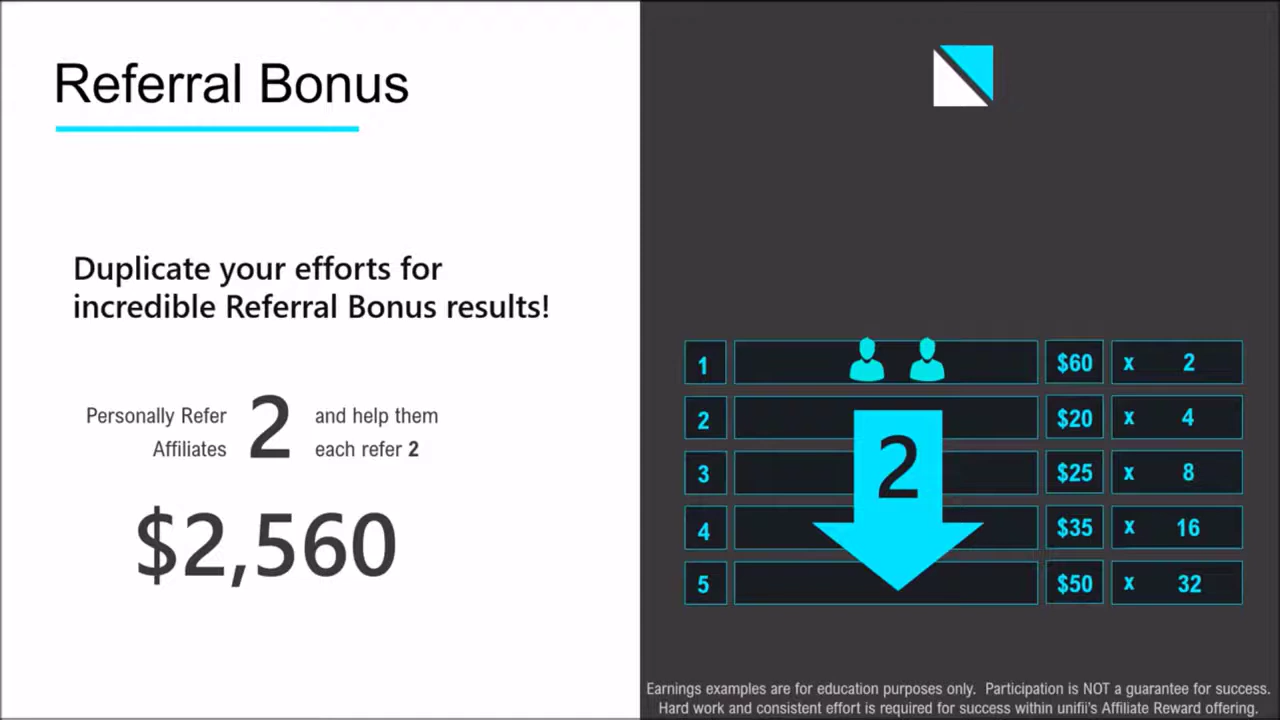 Referral Bonus
Duplicate your efforts for
incredible Referral Bonus results!
Personally Refer 2 and help them
Affiliates each refer 2
$2,560
1 $60 x 2
2 $20 x 4
3 $25 x 8
4 $35 x 16
5 $50 x 32
2
Earnings examples are for education purposes only. Participation is NOT a guarantee for success.
Hard work and consistent effort is required for success within unifii's Affiliate Reward offering.